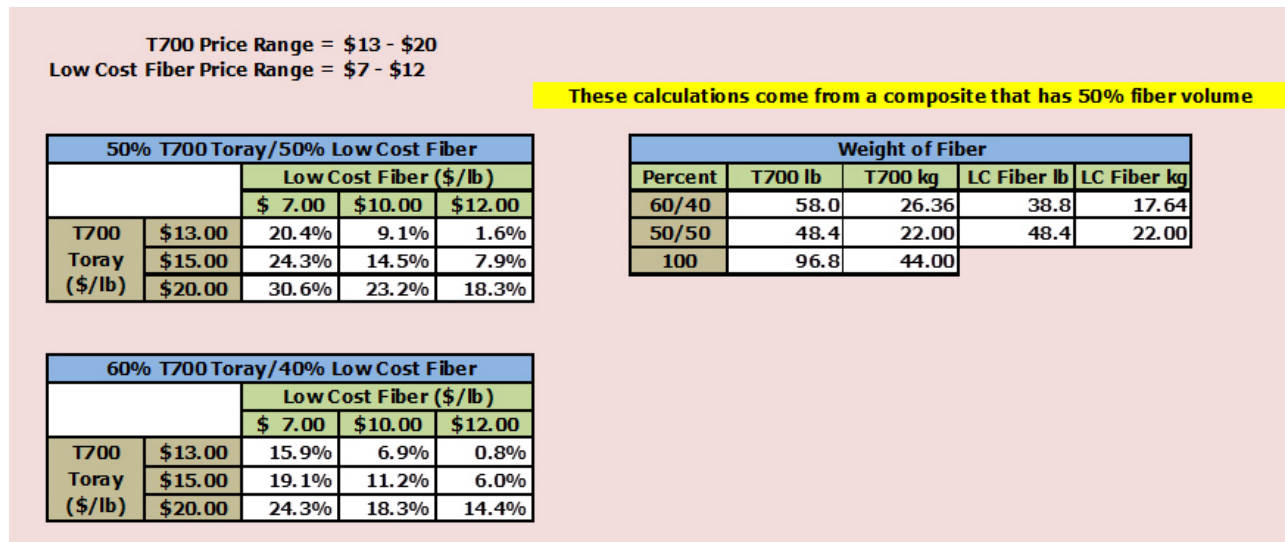 T700 Price Range = $13 - $20
Low Cost Fiber Price Range = $7 - $12
These calculations come from a composite that has 50% fiber volume
50% T700 Toray/50% Low Cost Fiber
Low Cost Fiber ($/lb)
$ 7.00 $10.00 $12.00
T700 $13.00 20.4% 9.1% 1.6%
Toray $15.00 24.3% 14.5% 7.9%
($/lb) $20.00 30.6% 23.2% 18.3%
Weight of Fiber
Percent T700 lb T700 kg LC Fiber lb LC Fiber kg
60/40 58.0 26.36 38.8 17.64
50/50 48.4 22.00 48.4 22.00
100 96.8 44.00
60% T700 Toray/40% Low Cost Fiber
Low Cost Fiber ($/lb)
$ 7.00 $10.00 $12.00
T700 $13.00 15.9% 6.9% 0.8%
Toray $15.00 19.1% 11.2% 6.0%
($/lb) $20.00 24.3% 18.3% 14.4%